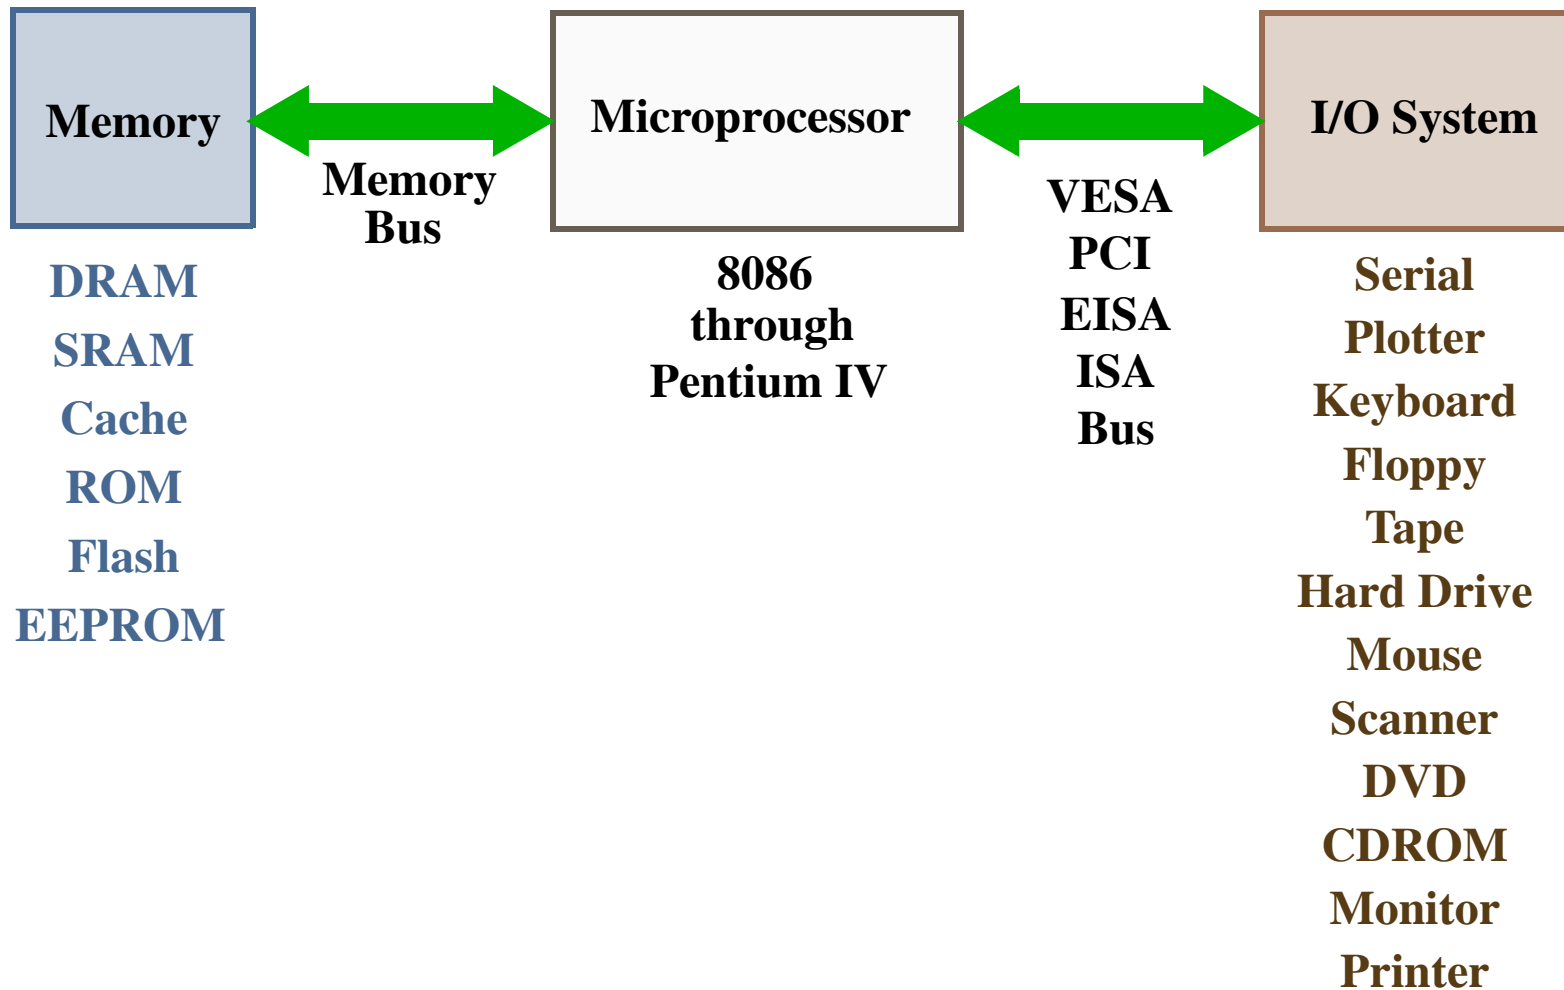 Memory
Memory
Bus
Microprocessor
VESA
PCI
EISA
ISA
Bus
I/O System
DRAM
SRAM
Cache
ROM
Flash
EEPROM
8086
through
Pentium IV
Serial
Plotter
Keyboard
Floppy
Tape
Hard Drive
Mouse
Scanner
DVD
CDROM
Monitor
Printer